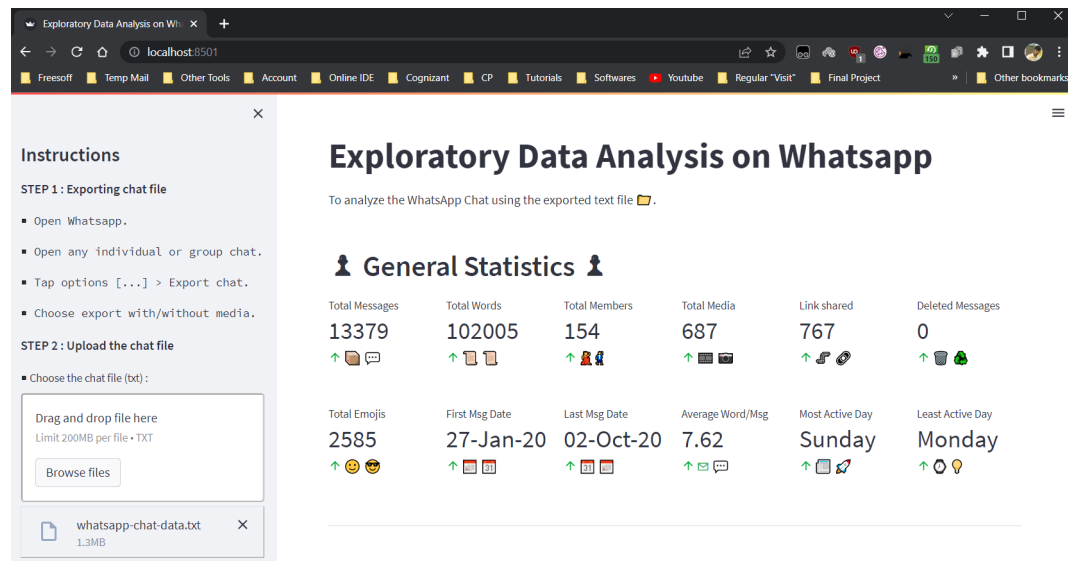 Exploratory Data Analysis on Wh
localhost:8501
1
150
Freesoff
Temp Mail
Other Tools
Account
Online IDE
Cognizant
CP
Tutorials
Softwares
Youtube
Regular "Visit"
Final Project
»
Other bookmarks
Instructions
STEP 1 : Exporting chat file
▪ Open Whatsapp.
▪ Open any individual or group chat.
▪ Tap options [...] > Export chat.
▪ Choose export with/without media.
STEP 2 : Upload the chat file
▪ Choose the chat file (txt) :
Drag and drop file here
Limit 200MB per file • TXT
Browse files
whatsapp-chat-data.txt
1.3MB
Exploratory Data Analysis on Whatsapp
To analyze the WhatsApp Chat using the exported text file 📁.
General Statistics
Total Messages
13379
Total Words
102005
Total Members
154
Total Media
687
Link shared
767
Deleted Messages
0
Total Emojis
2585
First Msg Date
27-Jan-20
Last Msg Date
02-Oct-20
Average Word/Msg
7.62
Most Active Day
Sunday
Least Active Day
Monday